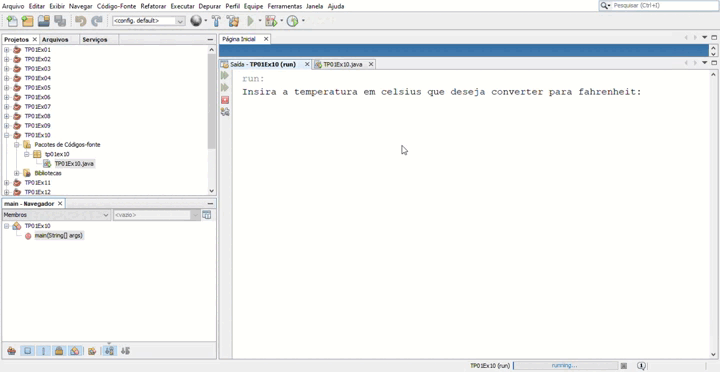 Arquivo Editar Exibir Navegar Código-Fonte Refatorar Executar Depurar Perfil Equipe Ferramentas Janela Ajuda
Pesquisar (Ctrl+I)
<config. default>
Projetos Arquivos Serviços
TP01Ex01
TP01Ex02
TP01Ex03
TP01Ex04
TP01Ex05
TP01Ex06
TP01Ex07
TP01Ex08
TP01Ex09
TP01Ex10
Pacotes de Códigos-fonte
tp01ex10
TP01Ex10.java
Bibliotecas
TP01Ex11
TP01Ex12
main - Navegador
Membros <vazio>
TP01Ex10
main(String[] args)
Página Inicial
Saída - TP01Ex10 (run) TP01Ex10.java
run:
Insira a temperatura em celsius que deseja converter para fahrenheit:
TP01Ex10 (run) running...